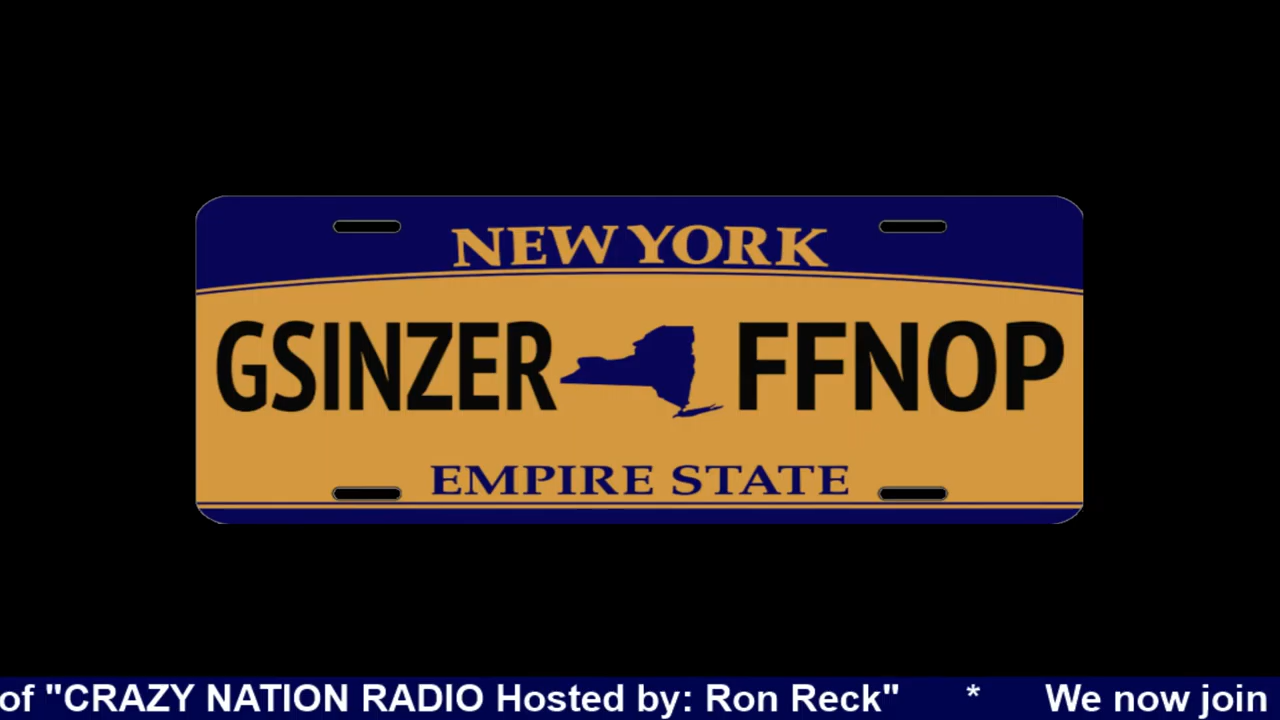 NEW YORK
GSINZER FFNOP
EMPIRE STATE
of "CRAZY NATION RADIO Hosted by: Ron Reck" * We now join